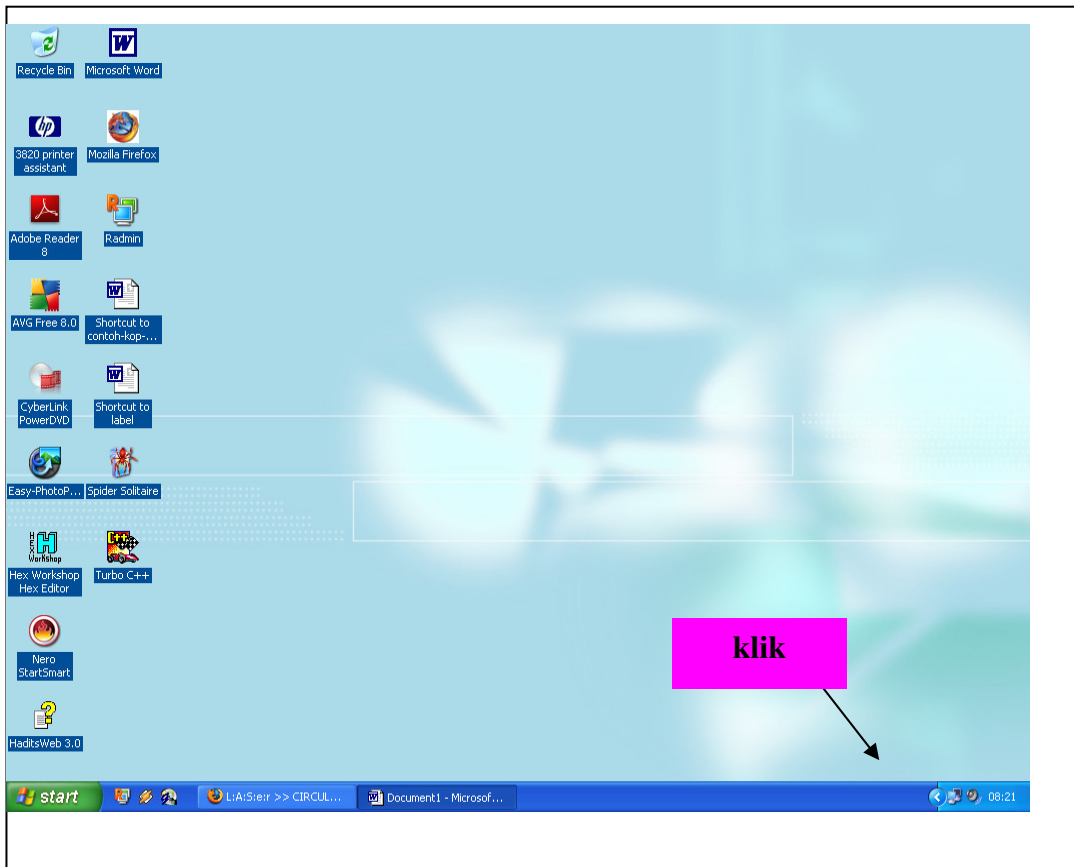 Recycle Bin
Microsoft Word
3820 printer
assistant
Mozilla Firefox
Adobe Reader
8
Radmin
AVG Free 8.0
Shortcut to
contoh-kop-...
CyberLink
PowerDVD
Shortcut to
label
Easy-PhotoP...
Spider Solitaire
HEX
Workshop
Hex Workshop
Hex Editor
C++
Turbo C++
Nero
StartSmart
HaditsWeb 3.0
klik
start
L:A:S:e:r >> CIRCUL...
Document1 - Microsof...
08:21